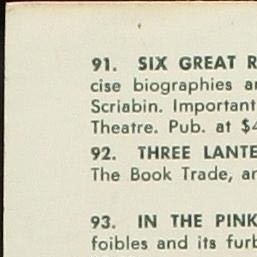 91. SIX GREAT R
cise biographies a
Scriabin. Important
Theatre. Pub. at $4
92. THREE LANTE
The Book Trade, an
93. IN THE PINK
foibles and its furb